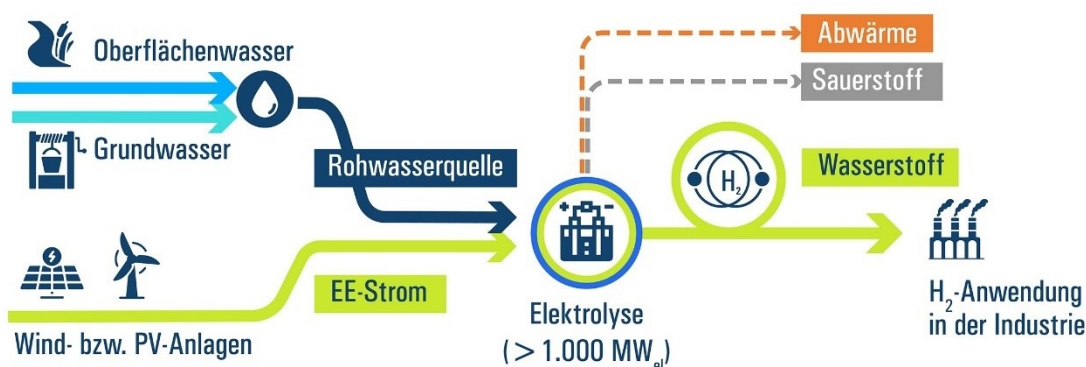 Oberflächenwasser
Grundwasser
Rohwasserquelle
Wind- bzw. PV-Anlagen
EE-Strom
+ -
Elektrolyse
(> 1.000 MWₑₗ)
Abwärme
Sauerstoff
H₂
Wasserstoff
H₂-Anwendung
in der Industrie